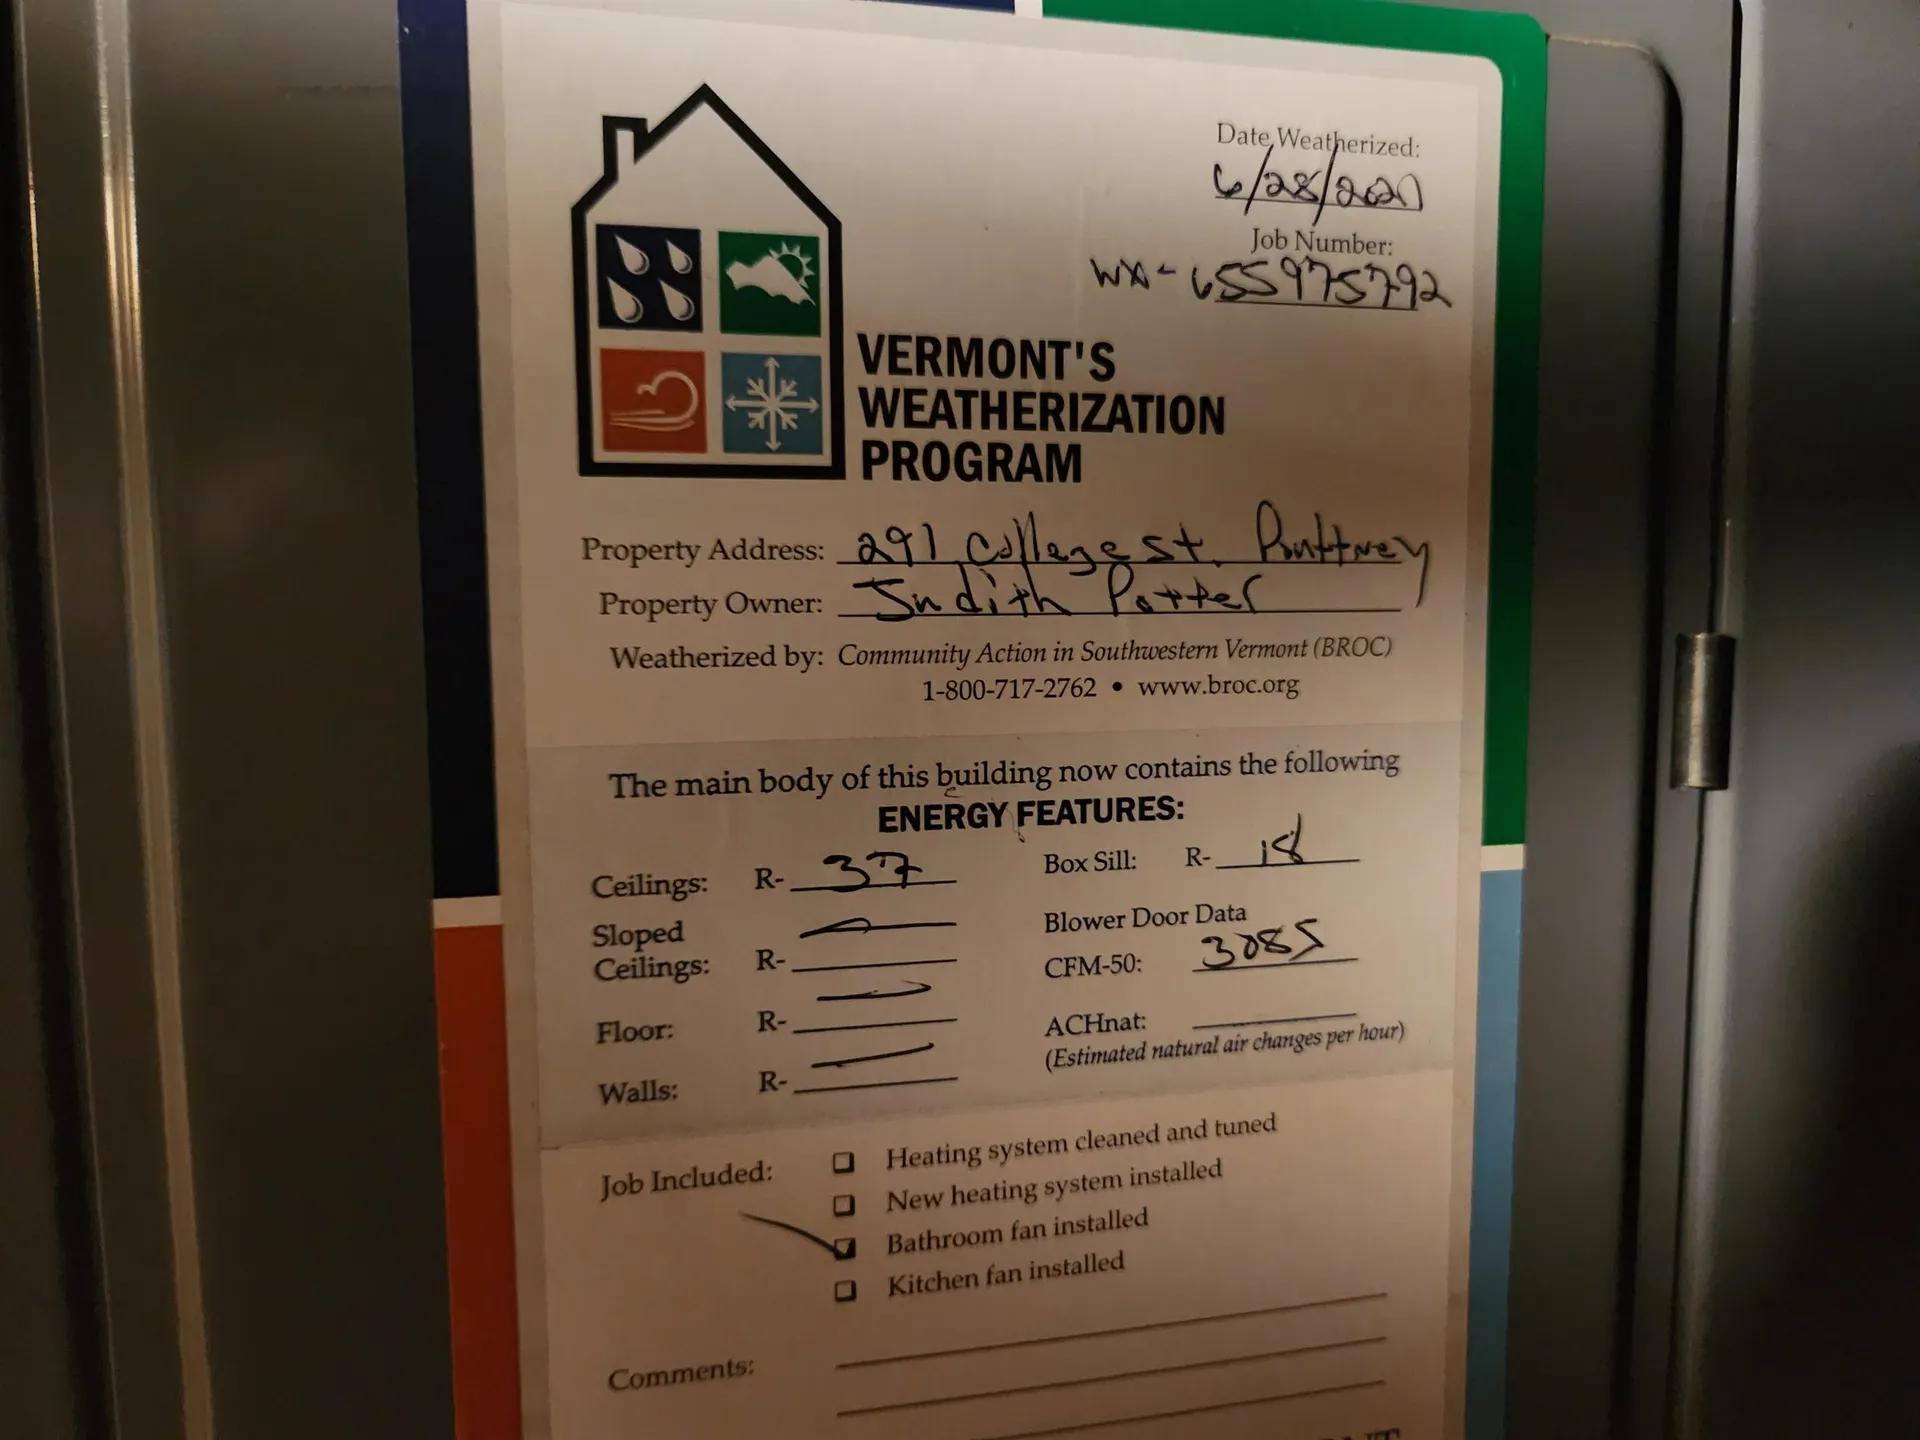 Date Weatherized:
6/28/2021
Job Number:
WX-655975792
VERMONT'S
WEATHERIZATION
PROGRAM
Property Address: 291 College st. Poultney
Property Owner: Judith Potter
Weatherized by: Community Action in Southwestern Vermont (BROC)
1-800-717-2762 • www.broc.org
The main body of this building now contains the following
ENERGY FEATURES:
Ceilings: R- 37
Box Sill: R- 18
Sloped
Ceilings: R- —
Blower Door Data
CFM-50: 3085
Floor: R- —
ACHnat:
(Estimated natural air changes per hour)
Walls: R- —
Job Included:
❏ Heating system cleaned and tuned
❏ New heating system installed
☑ Bathroom fan installed
❏ Kitchen fan installed
Comments: